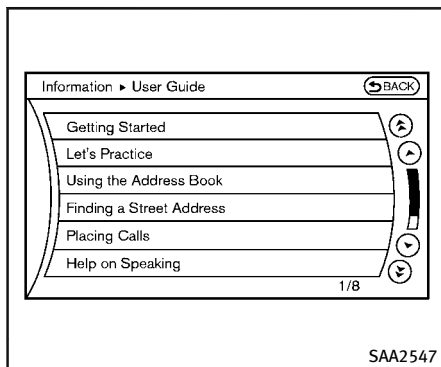 Information ▸ User Guide
BACK
Getting Started
Let's Practice
Using the Address Book
Finding a Street Address
Placing Calls
Help on Speaking
1/8
SAA2547